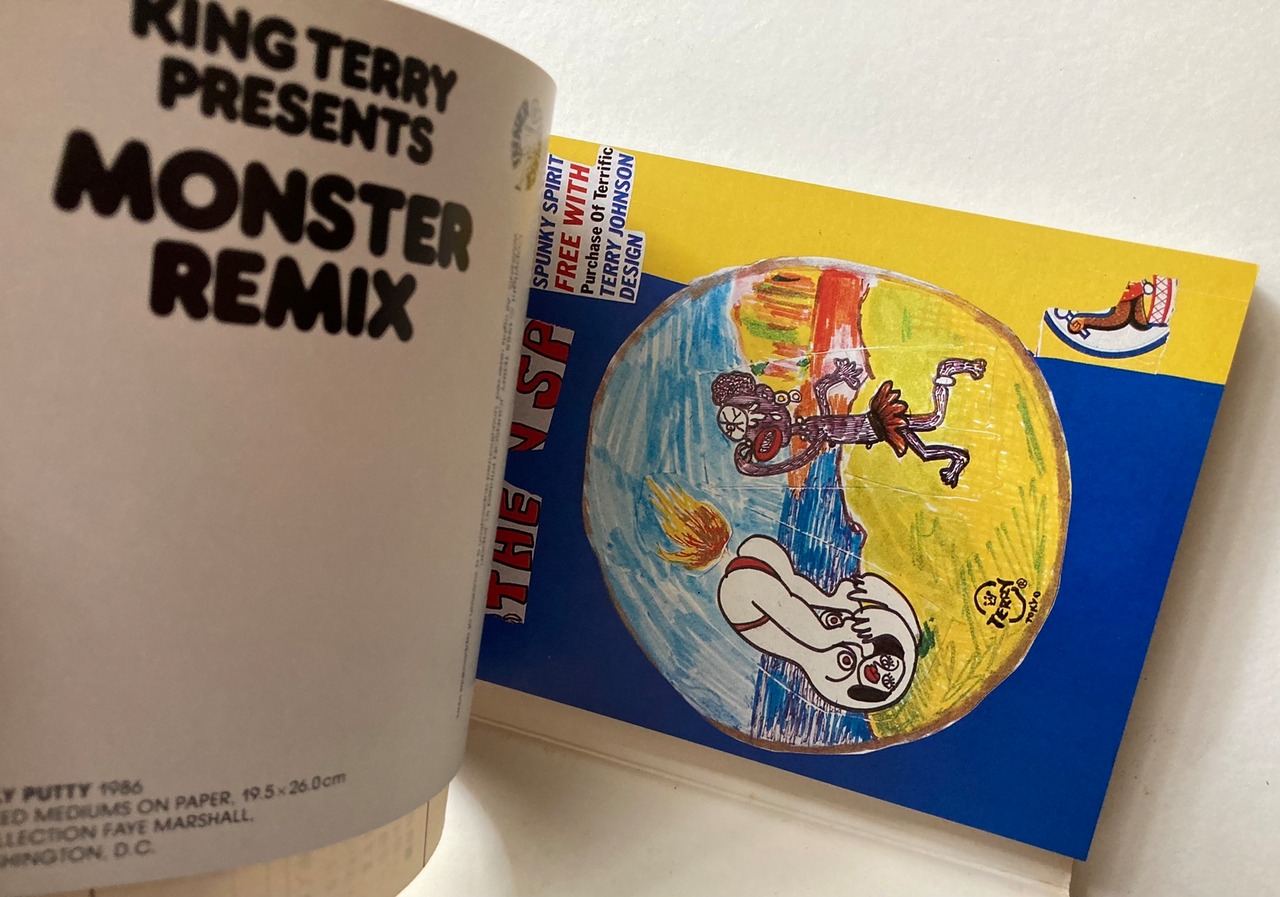 KING TERRY
PRESENTS
MONSTER
REMIX
PUTTY 1986
MEDIUMS ON PAPER, 19.5×26.0cm
FAYE MARSHALL,
D.C.
SPUNKY SPIRIT
FREE WITH
Purchase Of Terrific
TERRY JOHNSON
DESIGN
THE
TERRY®
TOKYO